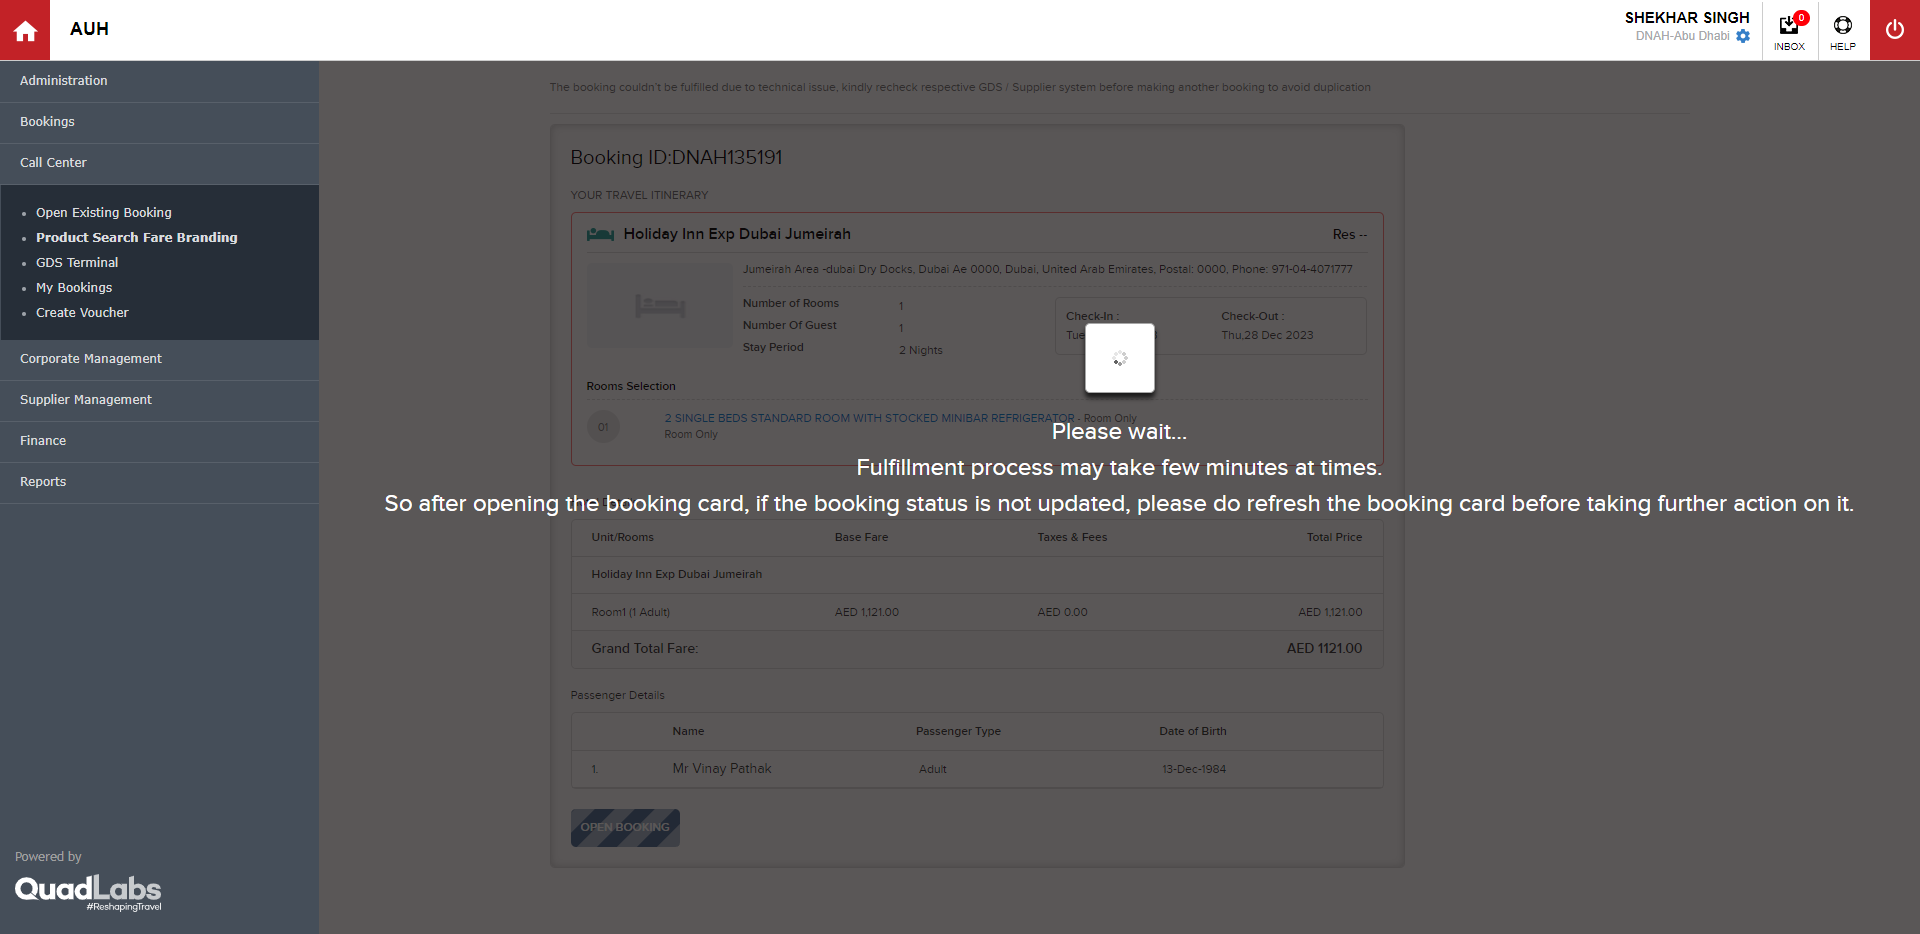 AUH
SHEKHAR SINGH
DNAH-Abu Dhabi
0
INBOX
HELP
Administration
Bookings
Call Center
Open Existing Booking
Product Search Fare Branding
GDS Terminal
My Bookings
Create Voucher
Corporate Management
Supplier Management
Finance
Reports
Powered by
QuadLabs
#ReshapingTravel
The booking couldn't be fulfilled due to technical issue, kindly recheck respective GDS / Supplier system before making another booking to avoid duplication
Booking ID:DNAH135191
YOUR TRAVEL ITINERARY
Holiday Inn Exp Dubai Jumeirah
Res --
Jumeirah Area -dubai Dry Docks, Dubai Ae 0000, Dubai, United Arab Emirates, Postal: 0000, Phone: 971-04-4071777
Number of Rooms 1
Number Of Guest 1
Stay Period 2 Nights
Check-In : Check-Out :
Tue Thu,28 Dec 2023
Rooms Selection
01
2 SINGLE BEDS STANDARD ROOM WITH STOCKED MINIBAR REFRIGERATOR - Room Only
Room Only
Please wait...
Fulfillment process may take few minutes at times.
So after opening the booking card, if the booking status is not updated, please do refresh the booking card before taking further action on it.
Unit/Rooms Base Fare Taxes & Fees Total Price
Holiday Inn Exp Dubai Jumeirah
Room1 (1 Adult) AED 1,121.00 AED 0.00 AED 1,121.00
Grand Total Fare: AED 1121.00
Passenger Details
Name Passenger Type Date of Birth
1. Mr Vinay Pathak Adult 13-Dec-1984
OPEN BOOKING